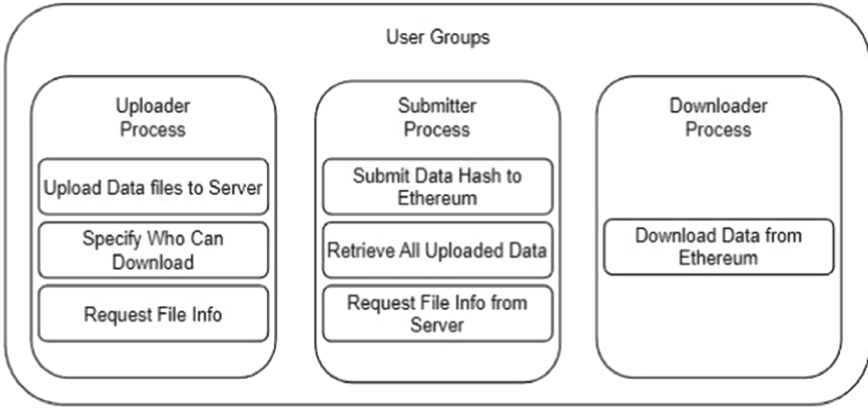 User Groups
Uploader
Process
Upload Data files to Server
Specify Who Can
Download
Request File Info
Submitter
Process
Submit Data Hash to
Ethereum
Retrieve All Uploaded Data
Request File Info from
Server
Downloader
Process
Download Data from
Ethereum